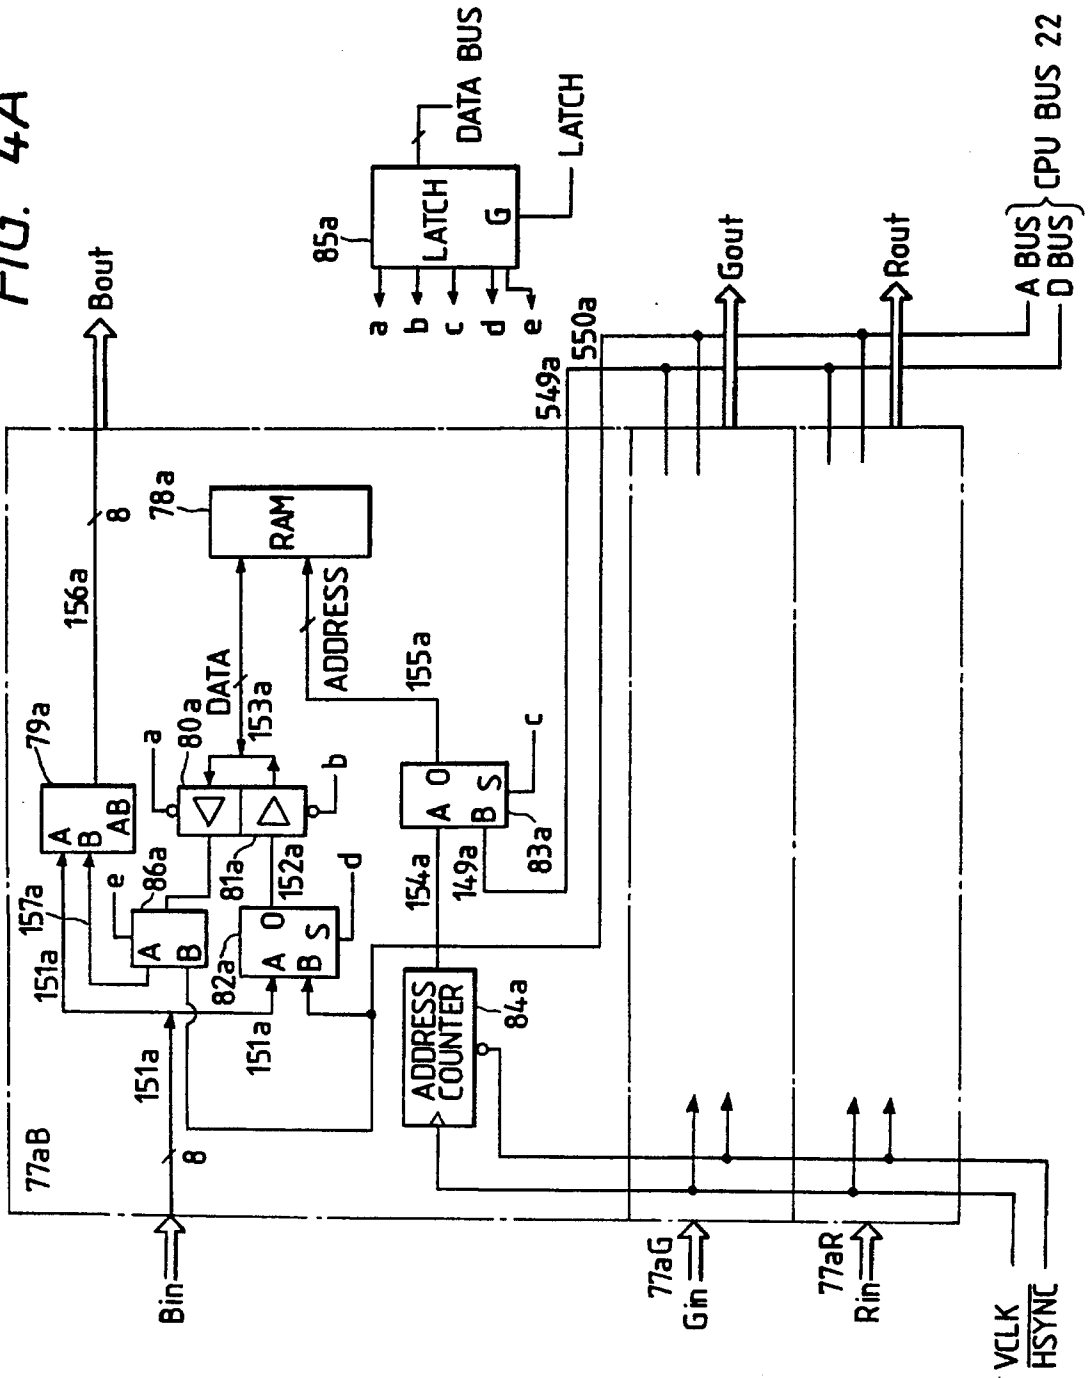 FIG. 4A
77aB
Bin
8
151a
151a
151a
157a
e
86a
A
B
79a
A
B
AB
156a
8
Bout
82a
A
B
O
S
d
152a
81a
80a
a
b
DATA
153a
78a
RAM
ADDRESS
155a
ADDRESS
COUNTER
84a
154a
149a
A
B
O
S
83a
c
549a
550a
85a
LATCH
G
a
b
c
d
e
DATA BUS
LATCH
77aG
Gin
Gout
77aR
Rin
Rout
VCLK
HSYNC
A BUS
D BUS
CPU BUS 22